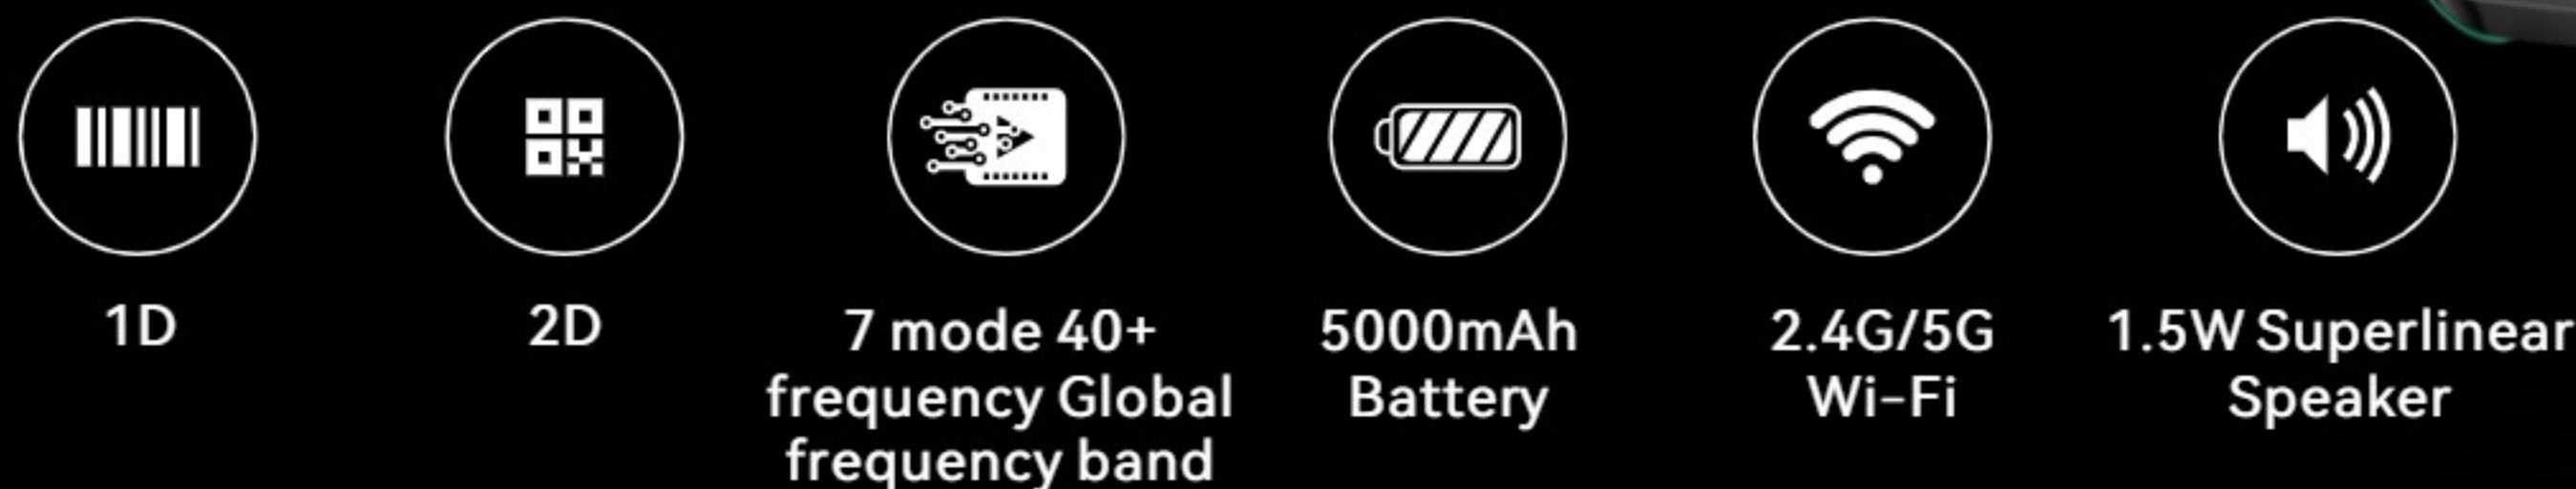 1D
2D
7 mode 40+
frequency Global
frequency band
5000mAh
Battery
2.4G/5G
Wi-Fi
1.5W Superlinear
Speaker